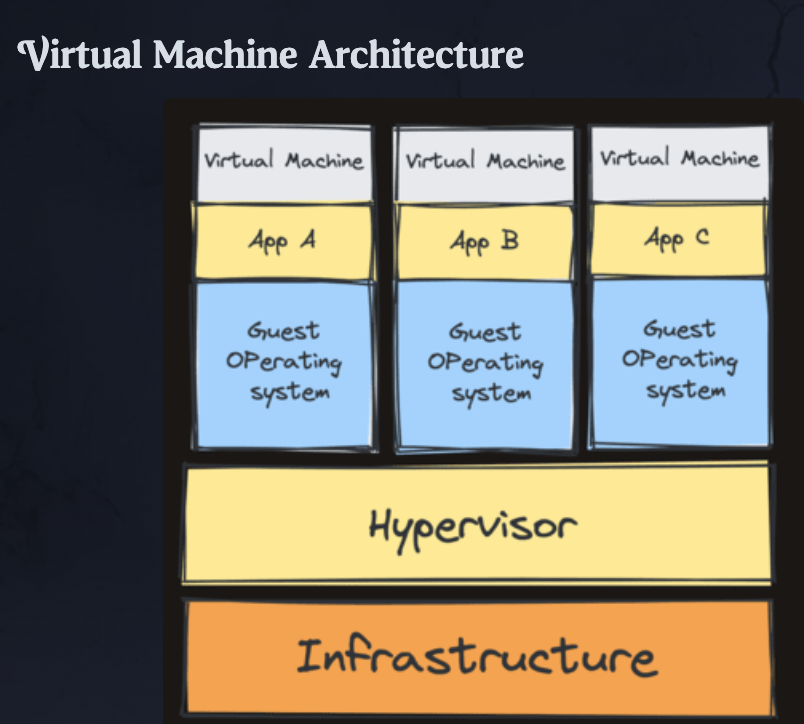 Virtual Machine Architecture
Virtual Machine
Virtual Machine
Virtual Machine
App A
App B
App C
Guest
OPerating
system
Guest
OPerating
system
Guest
OPerating
system
Hypervisor
Infrastructure